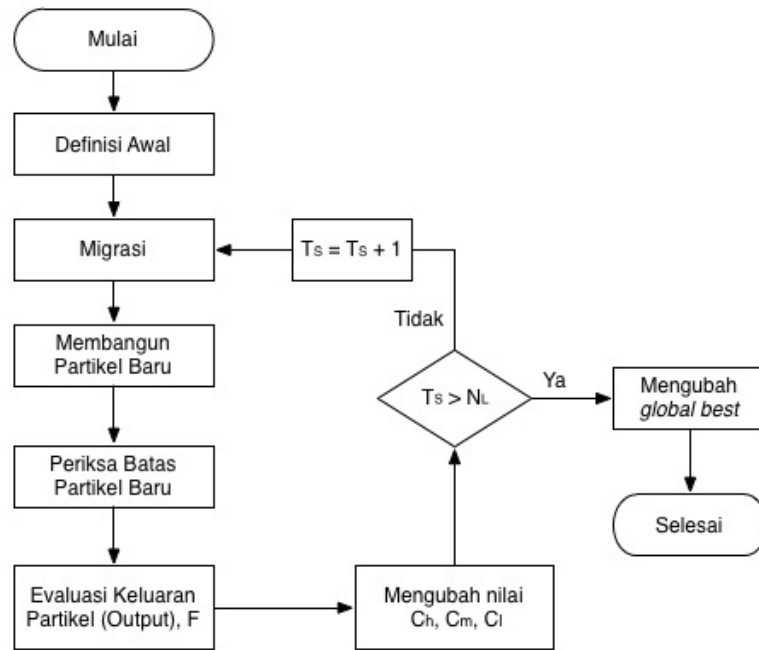 Mulai
Definisi Awal
Migrasi
Ts = Ts + 1
Membangun
Partikel Baru
Tidak
Ts > NL
Ya
Mengubah
global best
Periksa Batas
Partikel Baru
Selesai
Evaluasi Keluaran
Partikel (Output), F
Mengubah nilai
Ch, Cm, Cl